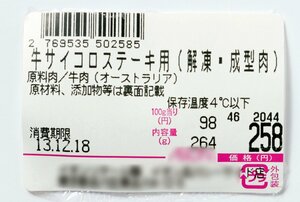 2 769535 502585
牛サイコロステーキ用(解凍・成型肉)
原料肉/牛肉(オーストラリア)
原材料、添加物等は裏面記載
保存温度4℃以下
100g当り(円) 98 46 2044
消費期限 内容量(g) 264 258
13.12.18 価格(円)
プラ 外包装